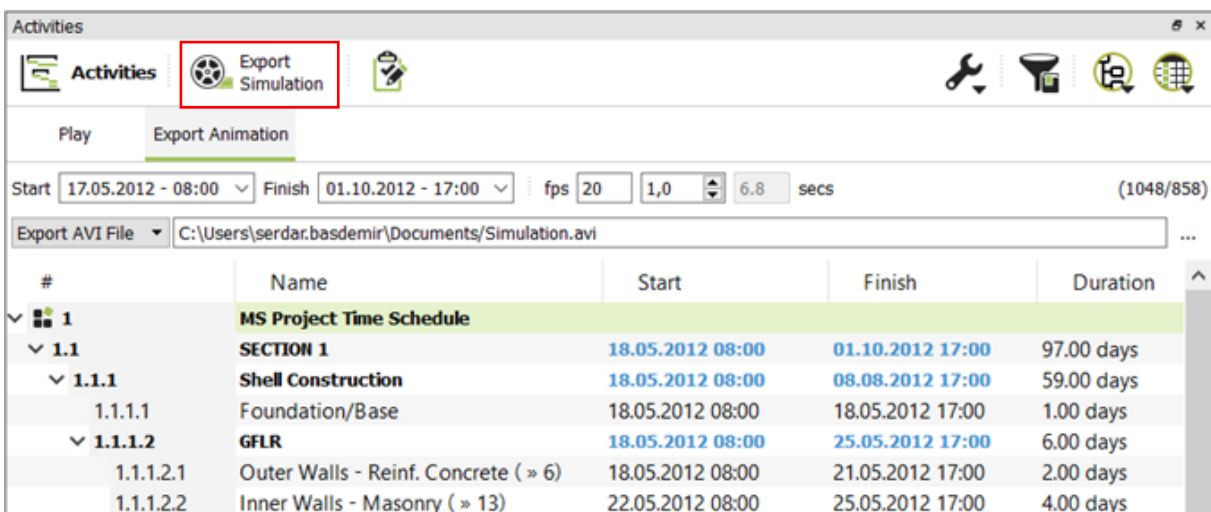 Activities
Activities Export Simulation
Play Export Animation
Start 17.05.2012 - 08:00 Finish 01.10.2012 - 17:00 fps 20 1,0 6.8 secs (1048/858)
Export AVI File C:\Users\serdar.basdemir\Documents/Simulation.avi ...
# Name Start Finish Duration
1 MS Project Time Schedule
1.1 SECTION 1 18.05.2012 08:00 01.10.2012 17:00 97.00 days
1.1.1 Shell Construction 18.05.2012 08:00 08.08.2012 17:00 59.00 days
1.1.1.1 Foundation/Base 18.05.2012 08:00 18.05.2012 17:00 1.00 days
1.1.1.2 GFLR 18.05.2012 08:00 25.05.2012 17:00 6.00 days
1.1.1.2.1 Outer Walls - Reinf. Concrete ( » 6) 18.05.2012 08:00 21.05.2012 17:00 2.00 days
1.1.1.2.2 Inner Walls - Masonry ( » 13) 22.05.2012 08:00 25.05.2012 17:00 4.00 days